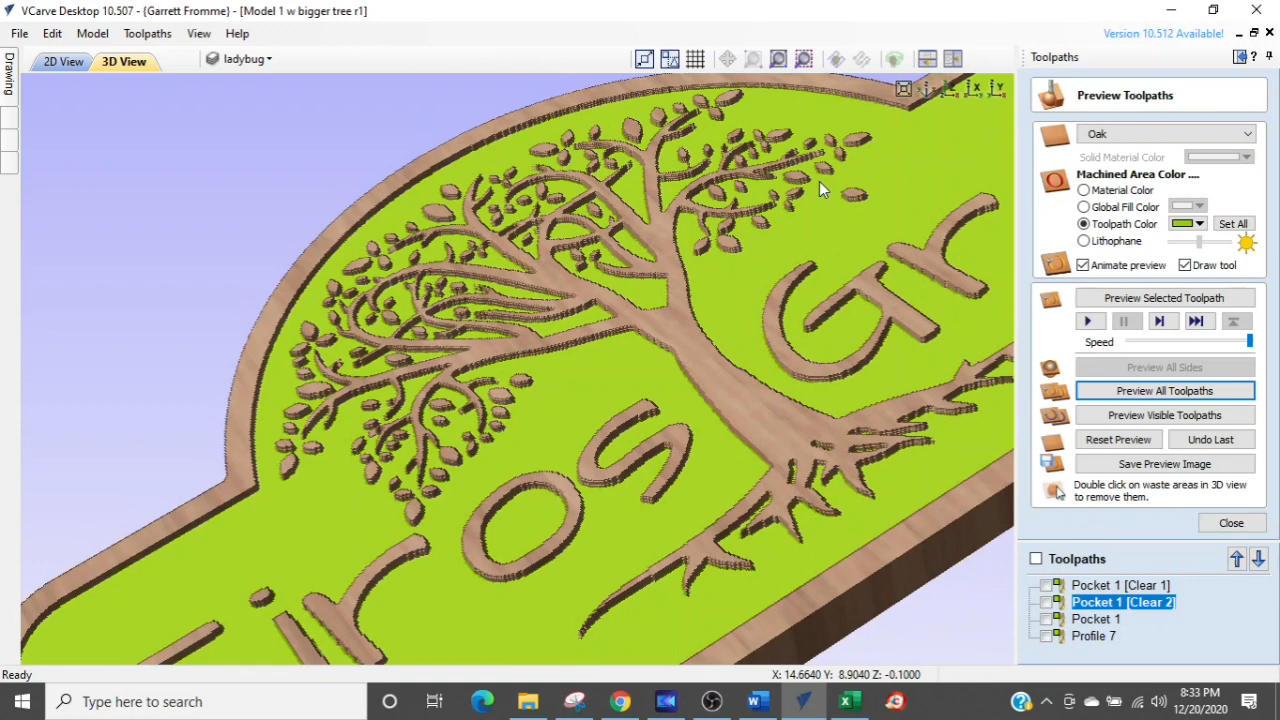 VCarve Desktop 10.507 - {Garrett Fromme} - [Model 1 w bigger tree r1]
File Edit Model Toolpaths View Help
Version 10.512 Available!
Drawing
2D View 3D View ladybug
Toolpaths
Preview Toolpaths
Oak
Solid Material Color
Machined Area Color ....
Material Color
Global Fill Color
Toolpath Color Set All
Lithophane
Animate preview Draw tool
Preview Selected Toolpath
Speed
Preview All Sides
Preview All Toolpaths
Preview Visible Toolpaths
Reset Preview Undo Last
Save Preview Image
Double click on waste areas in 3D view
to remove them.
Close
Toolpaths
Pocket 1 [Clear 1]
Pocket 1 [Clear 2]
Pocket 1
Profile 7
X Y
Gr
os
ir
Ready
X: 14.6640 Y: 8.9040 Z: -0.1000
Type here to search
8:33 PM
12/20/2020